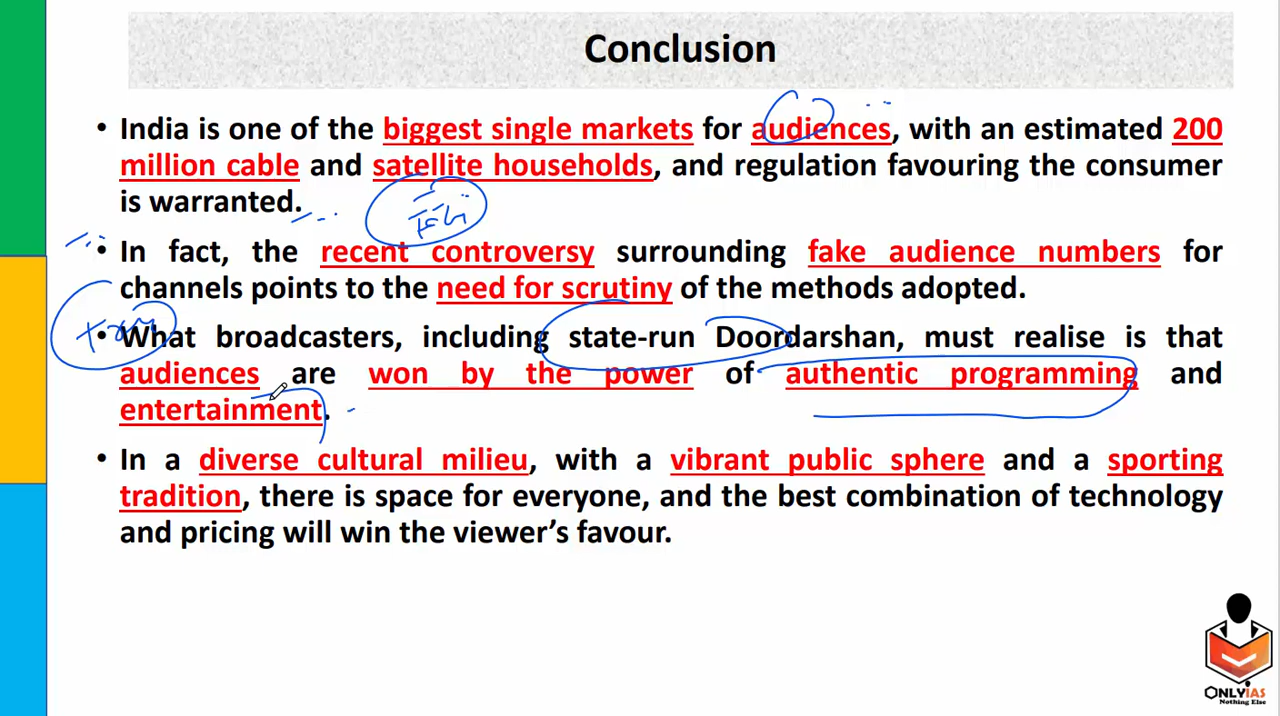 Conclusion
• India is one of the biggest single markets for audiences, with an estimated 200
million cable and satellite households, and regulation favouring the consumer
is warranted.
• In fact, the recent controversy surrounding fake audience numbers for
channels points to the need for scrutiny of the methods adopted.
• What broadcasters, including state-run Doordarshan, must realise is that
audiences are won by the power of authentic programming and
entertainment.
• In a diverse cultural milieu, with a vibrant public sphere and a sporting
tradition, there is space for everyone, and the best combination of technology
and pricing will win the viewer's favour.
ONLYIAS
Nothing Else